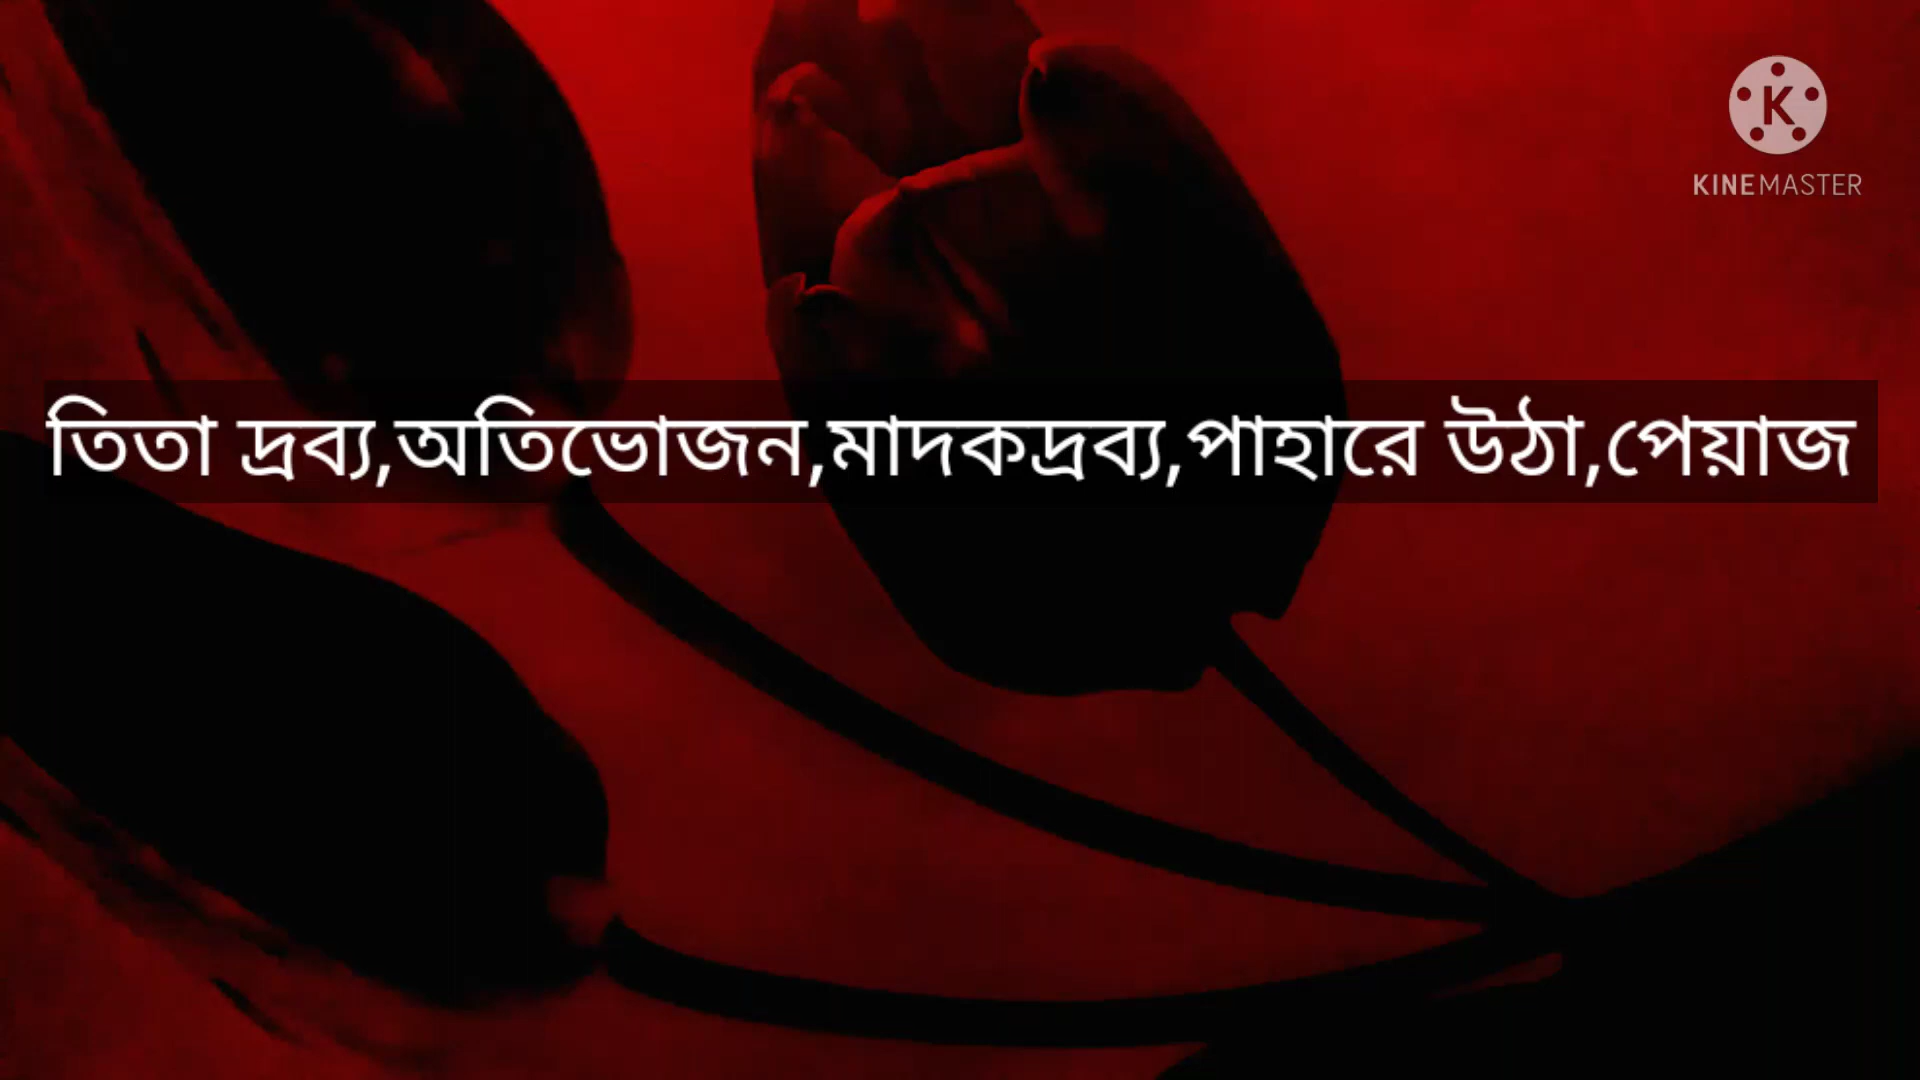 KINEMASTER
তিতা দ্রব্য,অতিভোজন,মাদকদ্রব্য,পাহারে উঠা,পেয়াজ